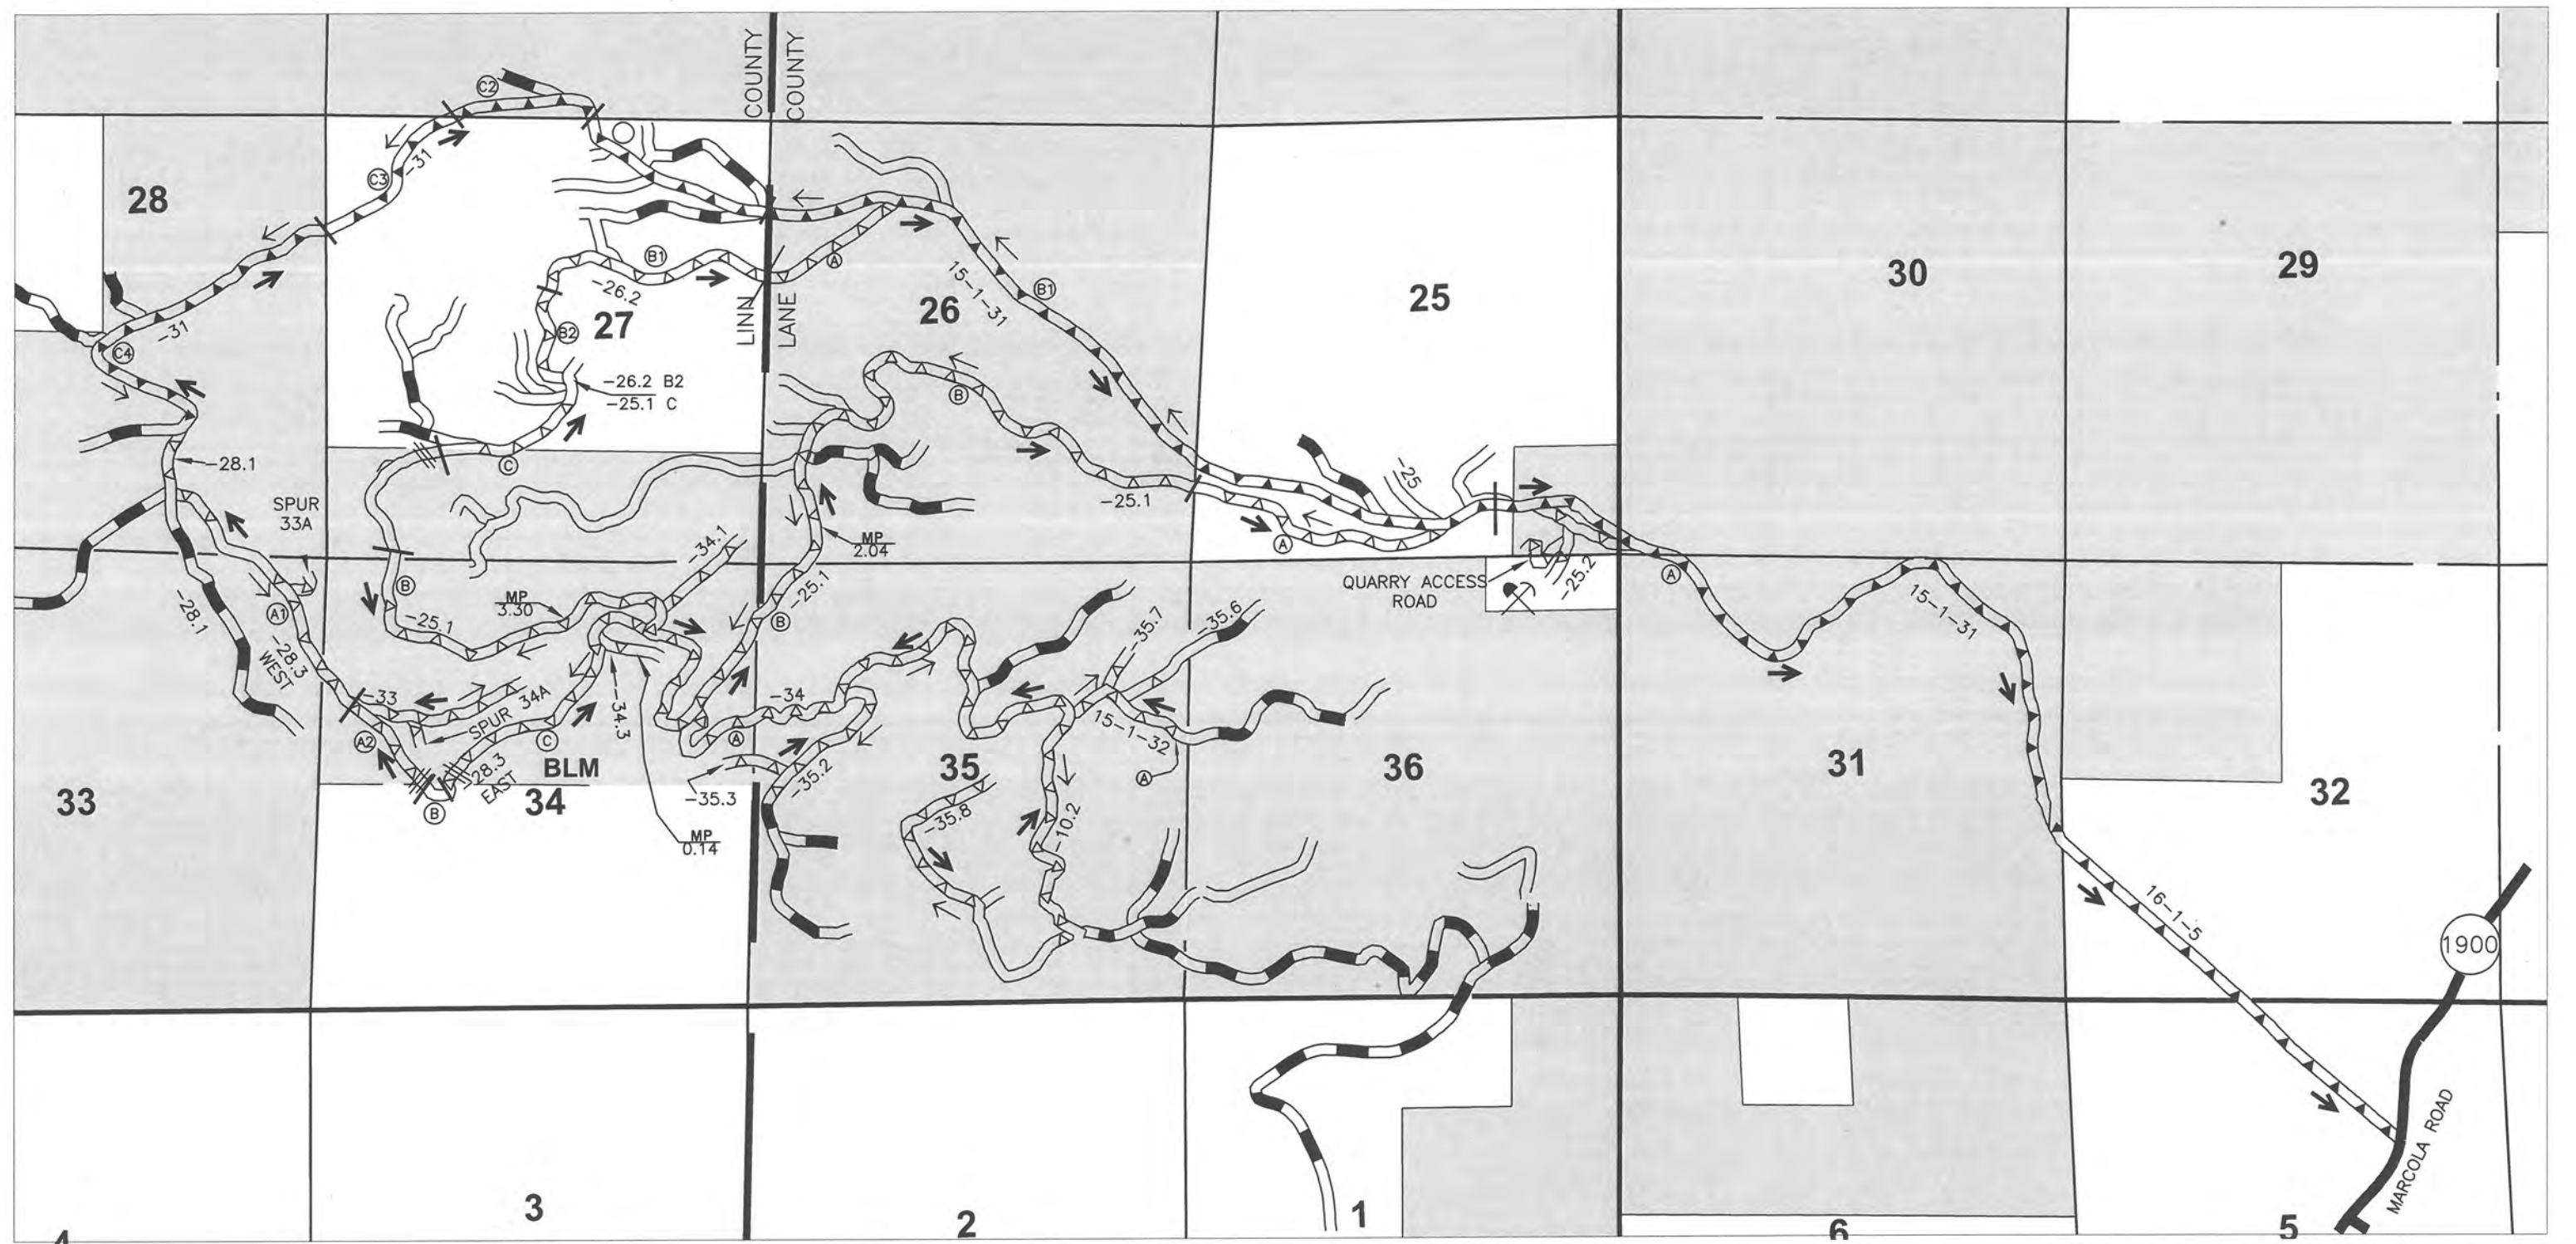 COUNTY
COUNTY
C2
-31
C3
28
30
29
B1
-26.2
A
15-1-31
B1
25
26
27
LINN
LANE
B2
-31
C4
-26.2 B2
-25.1 C
B
-28.1
C
-25
-25.1
SPUR
33A
MP
2.04
A
-34.1
A
QUARRY ACCESS
ROAD
-25.2
B
MP
3.30
-25.1
-25.1
B
-28.1
A1
-28.3
WEST
15-1-31
-35.7
-35.6
-33
SPUR 34A
-34
-34.3
15-1-32
A2
C
A
A
BLM
-28.3
EAST
-35.2
-35.3
35
36
31
32
33
34
B
MP
0.14
-35.8
-10.2
16-1-5
1900
MARCOLA ROAD
3
2
1
6
5
4